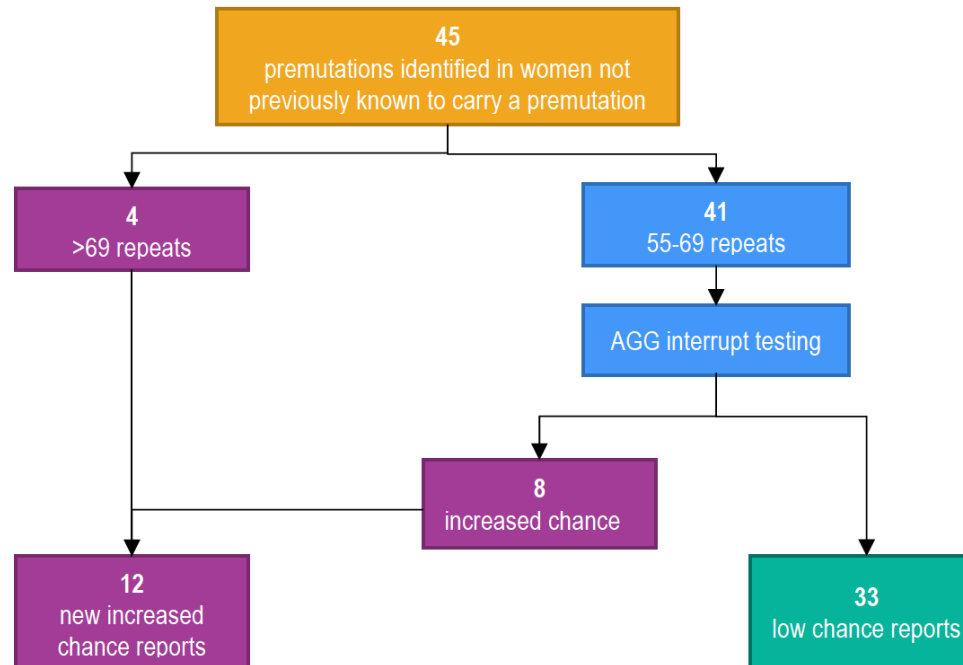 45
premutations identified in women not
previously known to carry a premutation
4
>69 repeats
41
55-69 repeats
AGG interrupt testing
8
increased chance
12
new increased
chance reports
33
low chance reports